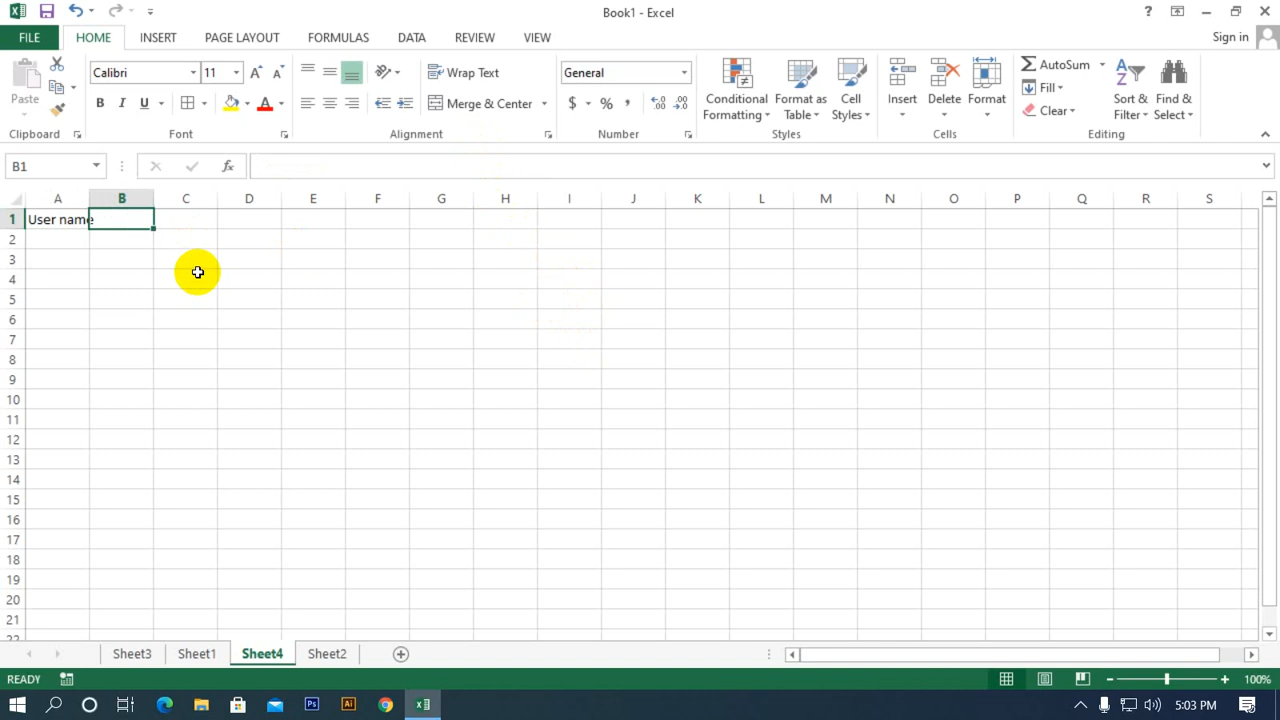 Book1 - Excel
Sign in
FILE HOME INSERT PAGE LAYOUT FORMULAS DATA REVIEW VIEW
Paste
Calibri 11
B I U
Wrap Text
Merge & Center
General
$ % ,
Conditional Formatting
Format as Table
Cell Styles
Insert Delete Format
AutoSum
Fill
Clear
Sort & Filter
Find & Select
Clipboard Font Alignment Number Styles Cells Editing
B1 fx
A B C D E F G H I J K L M N O P Q R S
1 User name
2
3
4
5
6
7
8
9
10
11
12
13
14
15
16
17
18
19
20
21
22
Sheet3 Sheet1 Sheet4 Sheet2
READY 100%
Ps Ai 5:03 PM